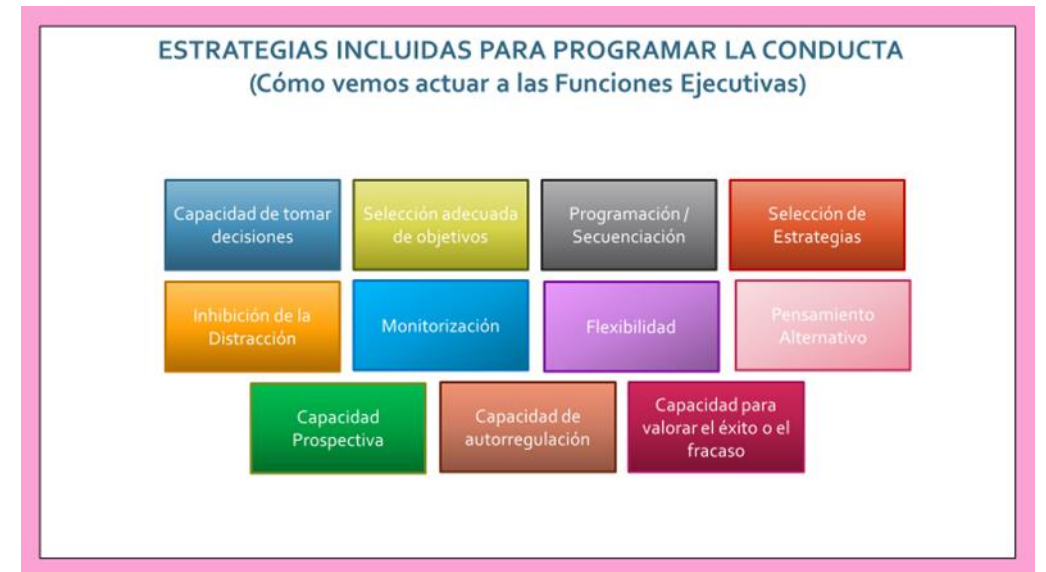 ESTRATEGIAS INCLUIDAS PARA PROGRAMAR LA CONDUCTA
(Cómo vemos actuar a las Funciones Ejecutivas)
Capacidad de tomar
decisiones
Selección adecuada
de objetivos
Programación /
Secuenciación
Selección de
Estrategias
Inhibición de la
Distracción
Monitorización
Flexibilidad
Pensamiento
Alternativo
Capacidad
Prospectiva
Capacidad de
autorregulación
Capacidad para
valorar el éxito o el
fracaso